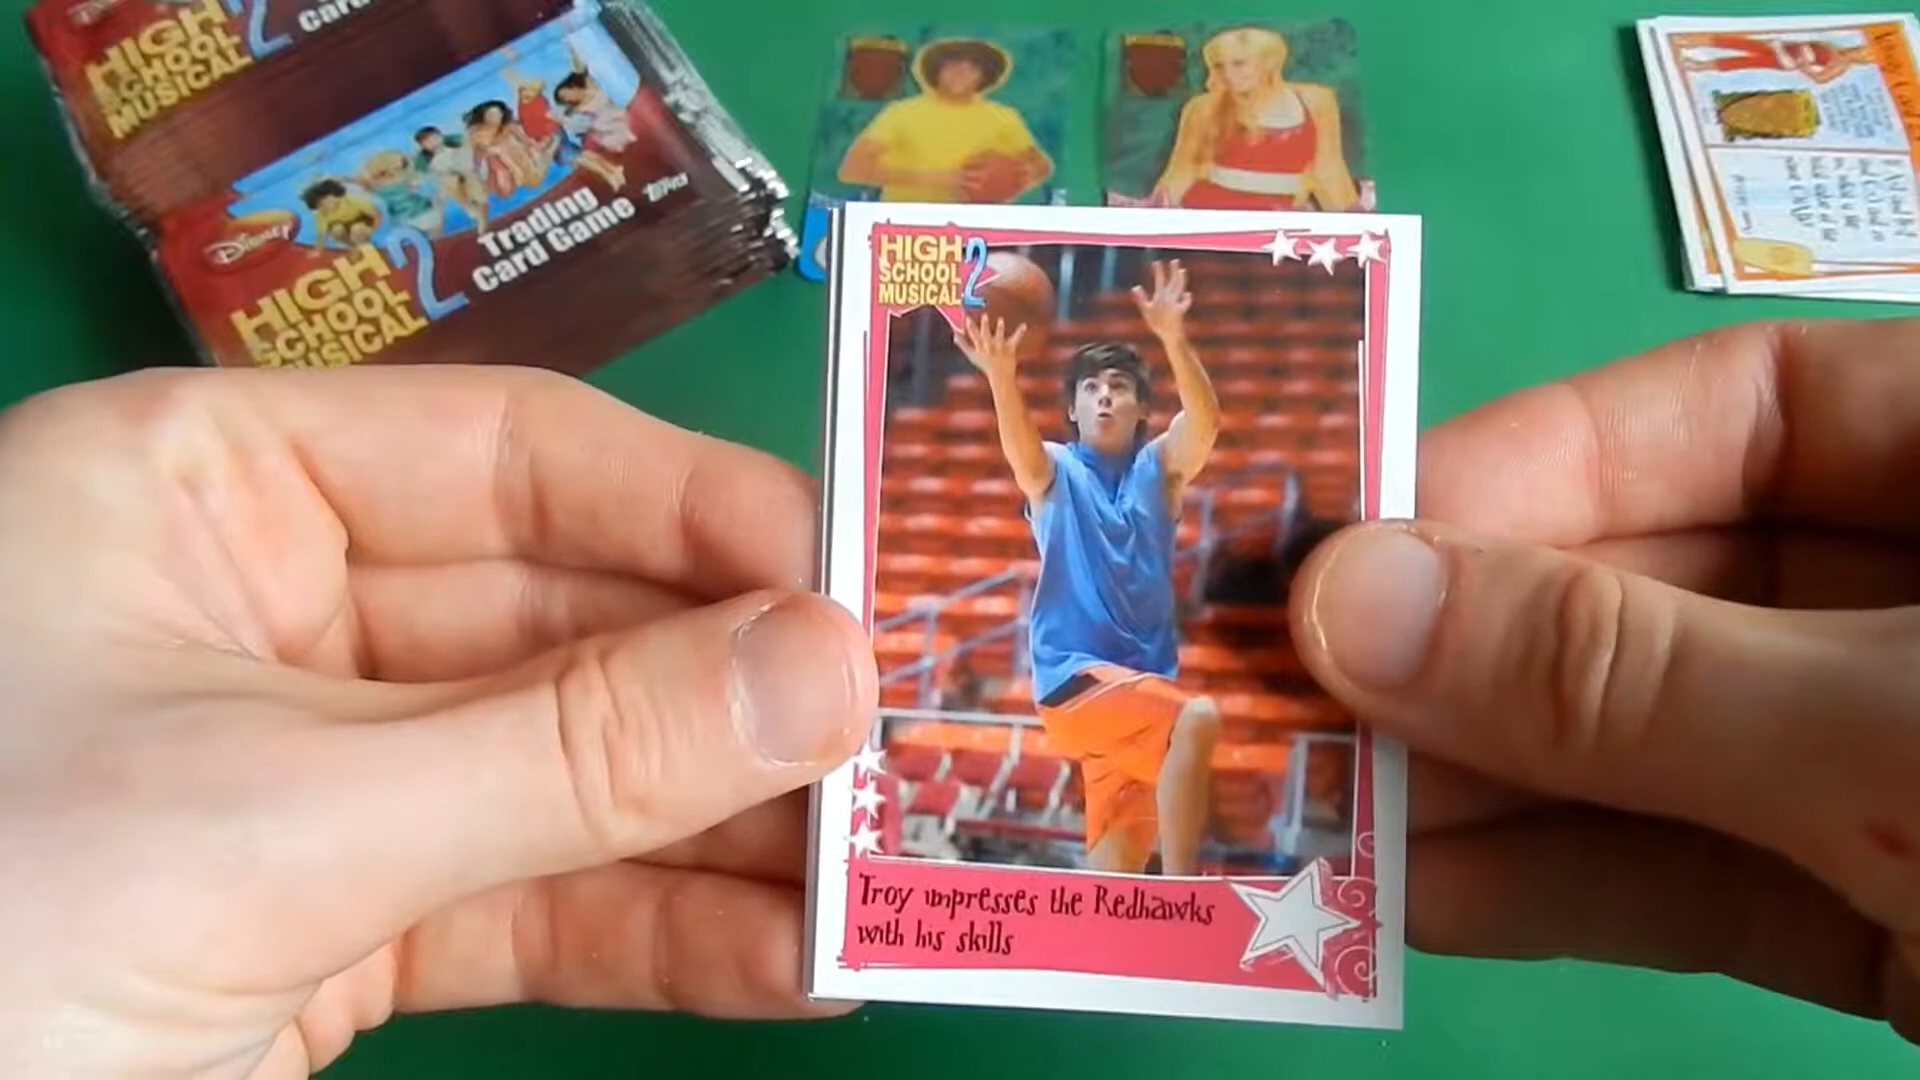 HIGH
SCHOOL
MUSICAL 2
Card
Disney
HIGH
SCHOOL
MUSICAL 2
Trading
Card Game
Topps
HIGH
SCHOOL
MUSICAL 2
Troy impresses the Redhawks
with his skills